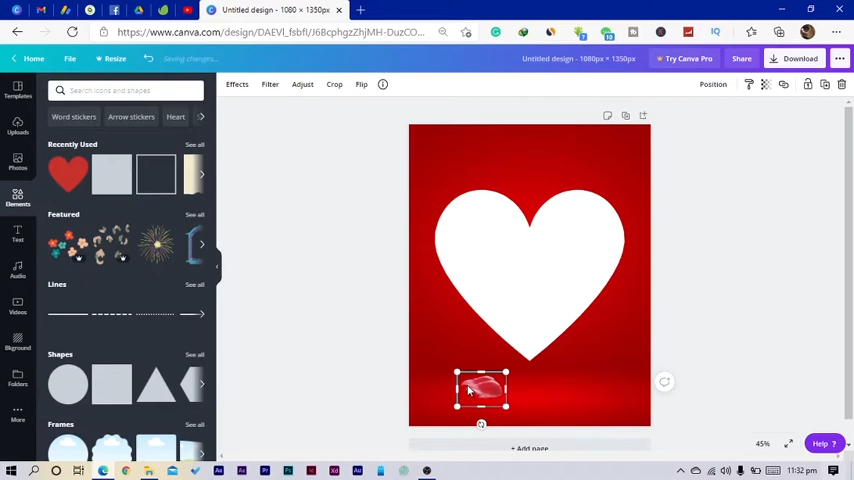 Untitled design - 1080 × 1350px
https://www.canva.com/design/DAEVl_fsbfI/J6BcphgzZhjMH-DuzCO...
Home
File
Resize
Saving changes...
Untitled design - 1080px × 1350px
Try Canva Pro
Share
Download
Effects
Filter
Adjust
Crop
Flip
Position
Templates
Uploads
Photos
Elements
Text
Audio
Videos
Bkground
Folders
More
Search icons and shapes
Word stickers
Arrow stickers
Heart
Recently Used
See all
Featured
See all
Lines
See all
Shapes
See all
Frames
See all
+ Add page
45%
Help ?
11:32 pm